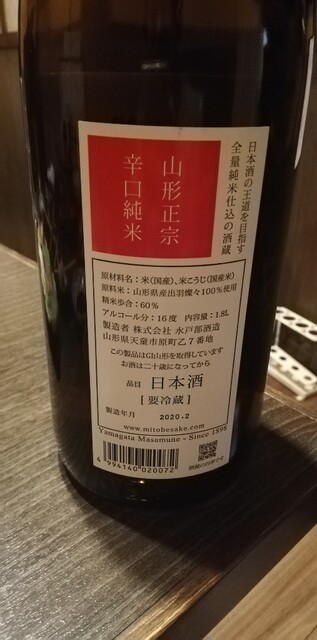 日本酒の王道を目指す
全量純米仕込の酒蔵
山形正宗
辛口純米
原材料名：米(国産)、米こうじ(国産米)
原料米：山形県産出羽燦々100%使用
精米歩合：60%
アルコール分：16度 内容量：1.8L
製造者 株式会社 水戸部酒造
山形県天童市原町乙7番地
この製品はGI山形を取得しています
お酒は二十歳になってから
品目 日本酒
[要冷蔵]
製造年月 2020.2
www.mitobesake.com
Yamagata Masamune - Since 1898
4 994140 020072